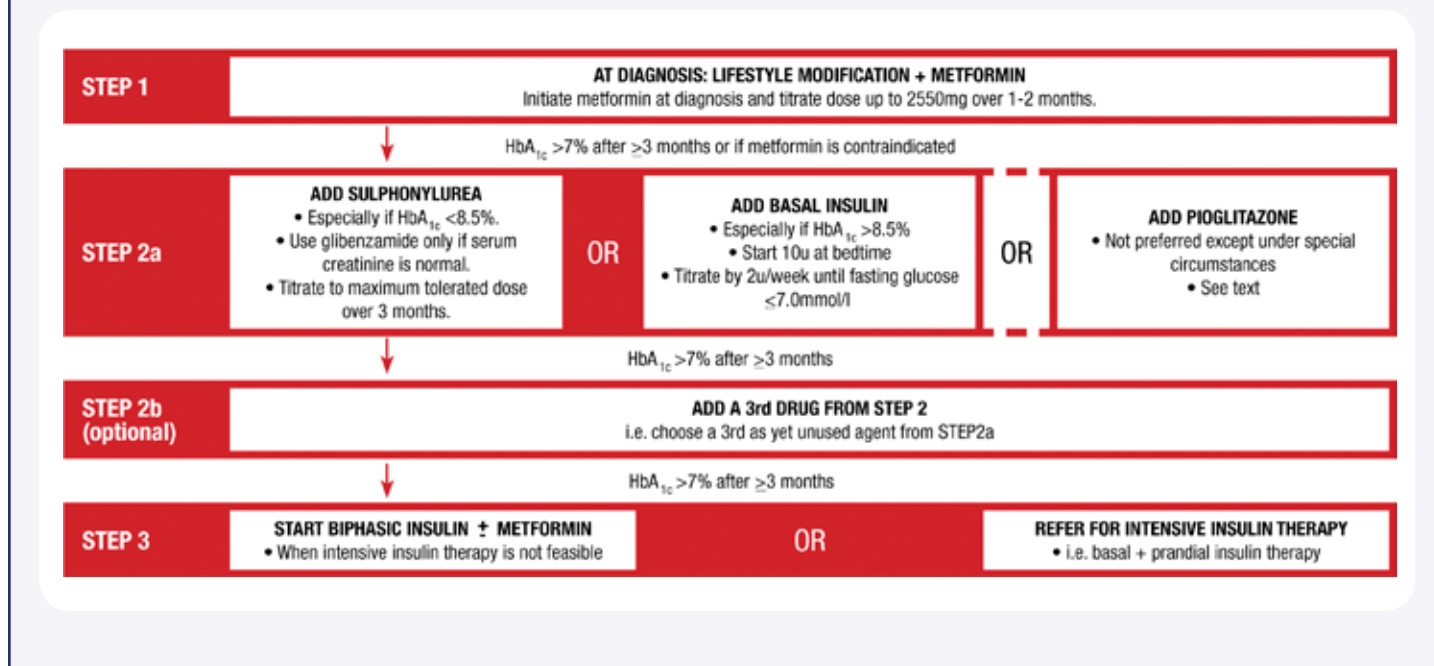 STEP 1
AT DIAGNOSIS: LIFESTYLE MODIFICATION + METFORMIN
Initiate metformin at diagnosis and titrate dose up to 2550mg over 1-2 months.
HbA1c >7% after ≥3 months or if metformin is contraindicated
STEP 2a
ADD SULPHONYLUREA
• Especially if HbA1c <8.5%.
• Use glibenzamide only if serum
creatinine is normal.
• Titrate to maximum tolerated dose
over 3 months.
OR
ADD BASAL INSULIN
• Especially if HbA1c >8.5%
• Start 10u at bedtime
• Titrate by 2u/week until fasting glucose
≤7.0mmol/l
OR
ADD PIOGLITAZONE
• Not preferred except under special
circumstances
• See text
HbA1c >7% after ≥3 months
STEP 2b
(optional)
ADD A 3rd DRUG FROM STEP 2
i.e. choose a 3rd as yet unused agent from STEP2a
HbA1c >7% after ≥3 months
STEP 3
START BIPHASIC INSULIN ± METFORMIN
• When intensive insulin therapy is not feasible
OR
REFER FOR INTENSIVE INSULIN THERAPY
• i.e. basal + prandial insulin therapy